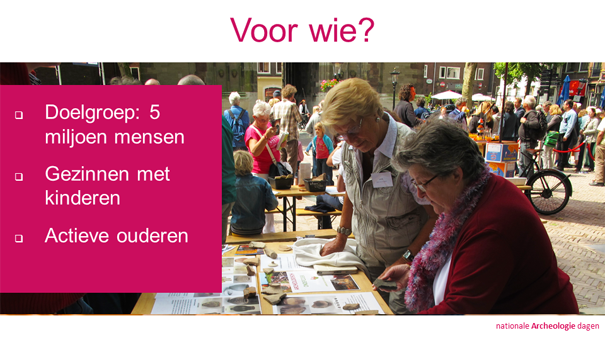 Voor wie?
Doelgroep: 5
miljoen mensen
Gezinnen met
kinderen
Actieve ouderen
nationale Archeologie dagen